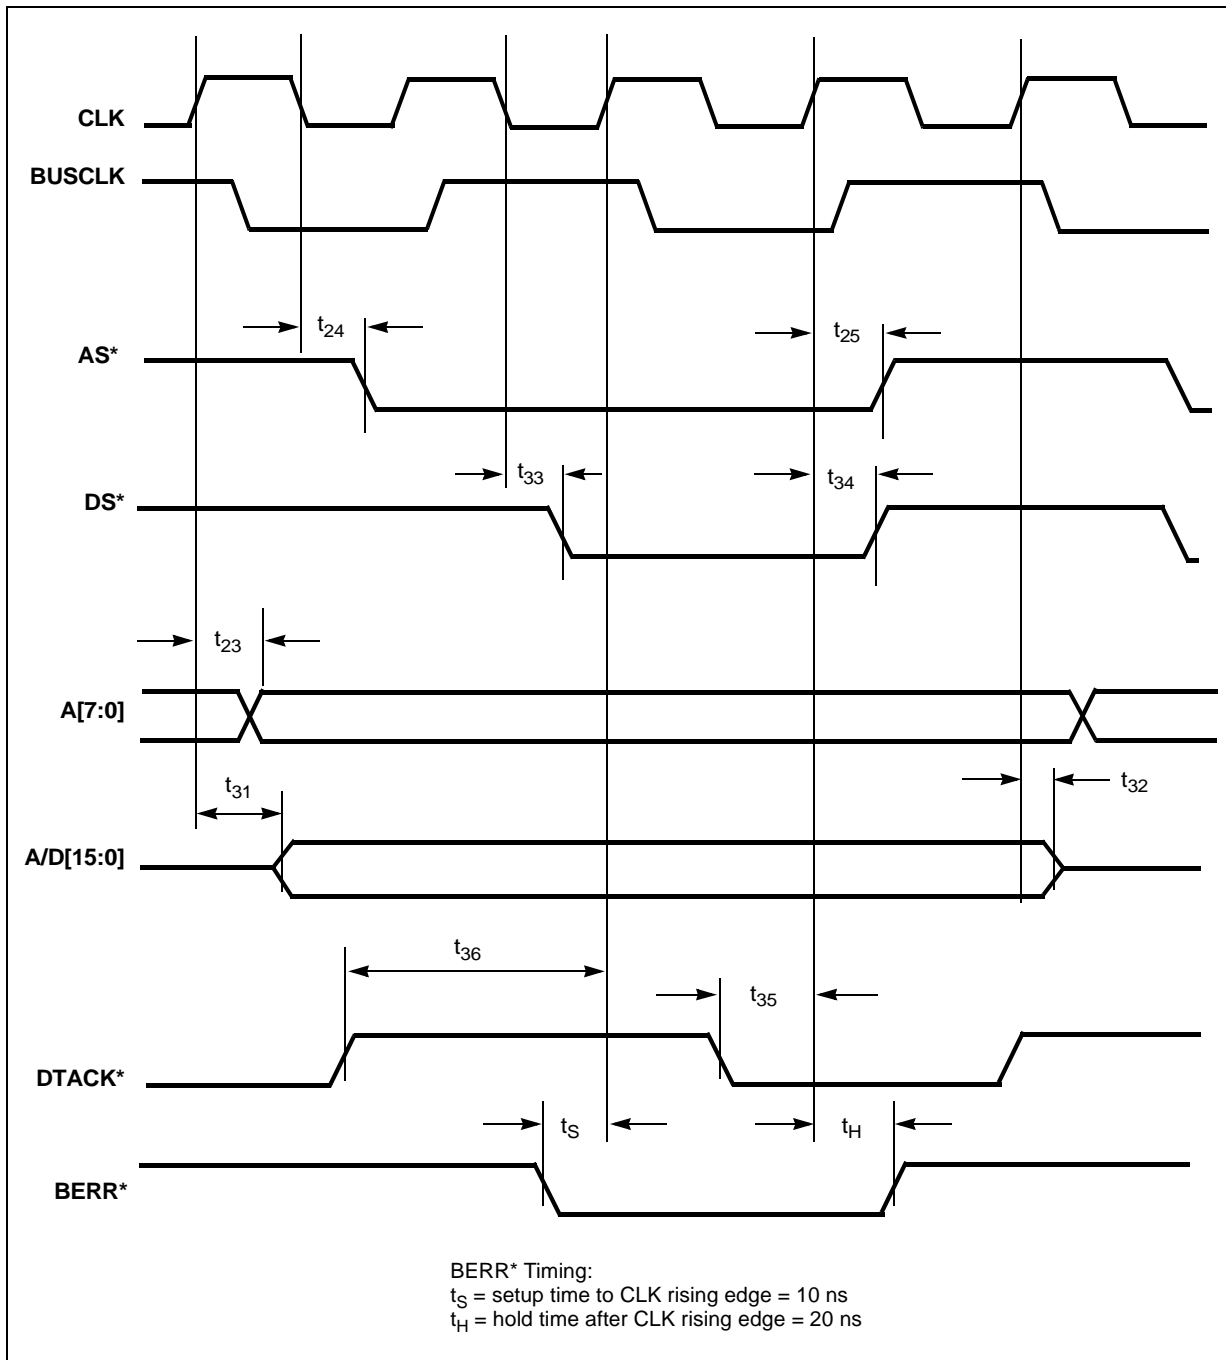 CLK
BUSCLK
t24
t25
AS*
t33
t34
DS*
t23
A[7:0]
t31
t32
A/D[15:0]
t36
t35
DTACK*
tS
tH
BERR*
BERR* Timing:
tS = setup time to CLK rising edge = 10 ns
tH = hold time after CLK rising edge = 20 ns